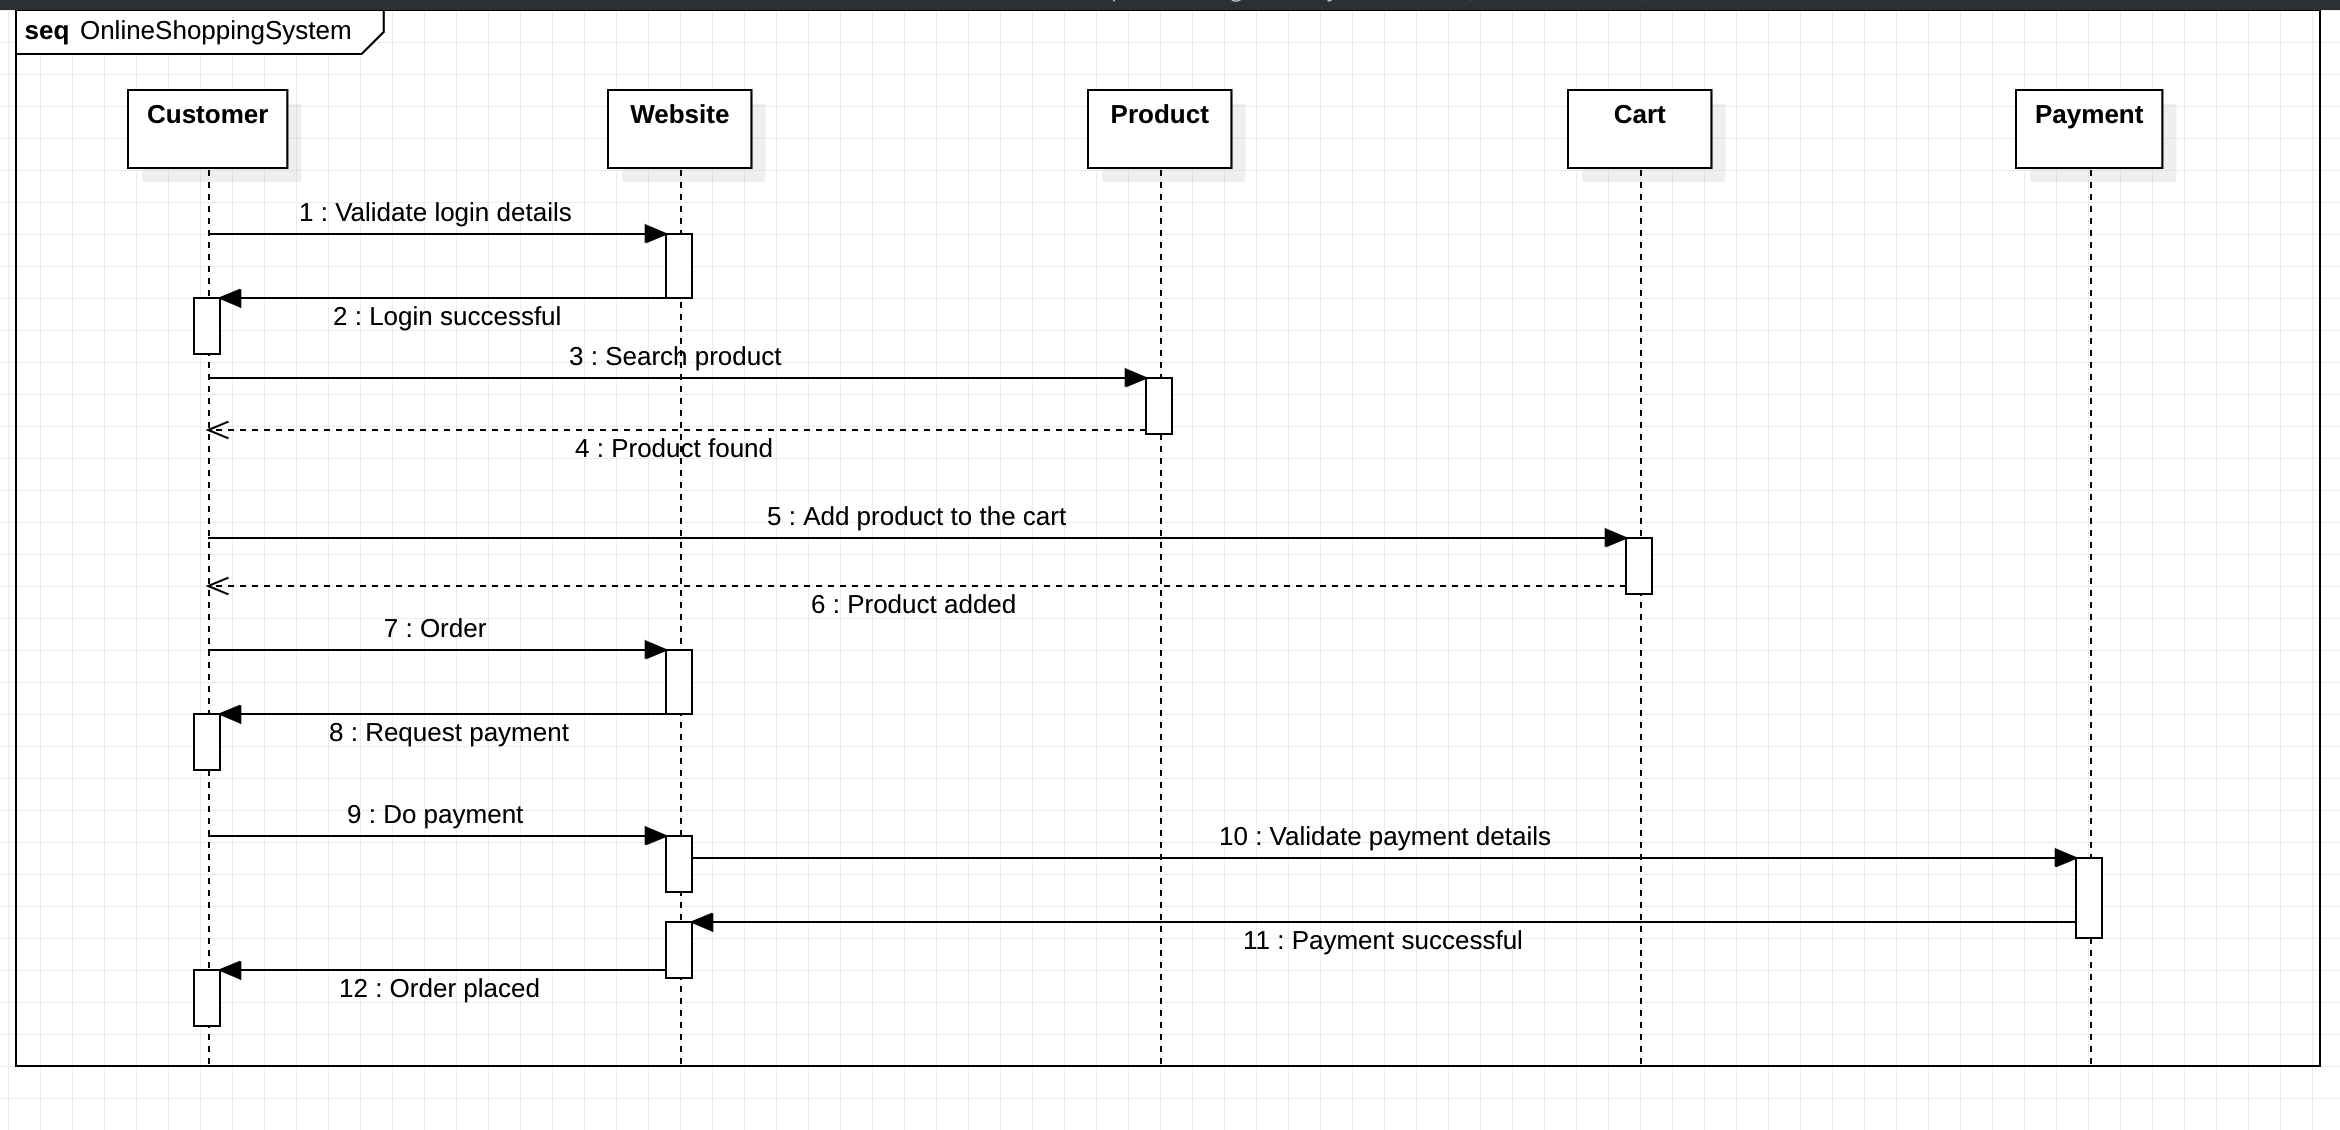 seq OnlineShoppingSystem
Customer
Website
Product
Cart
Payment
1 : Validate login details
2 : Login successful
3 : Search product
4 : Product found
5 : Add product to the cart
6 : Product added
7 : Order
8 : Request payment
9 : Do payment
10 : Validate payment details
11 : Payment successful
12 : Order placed